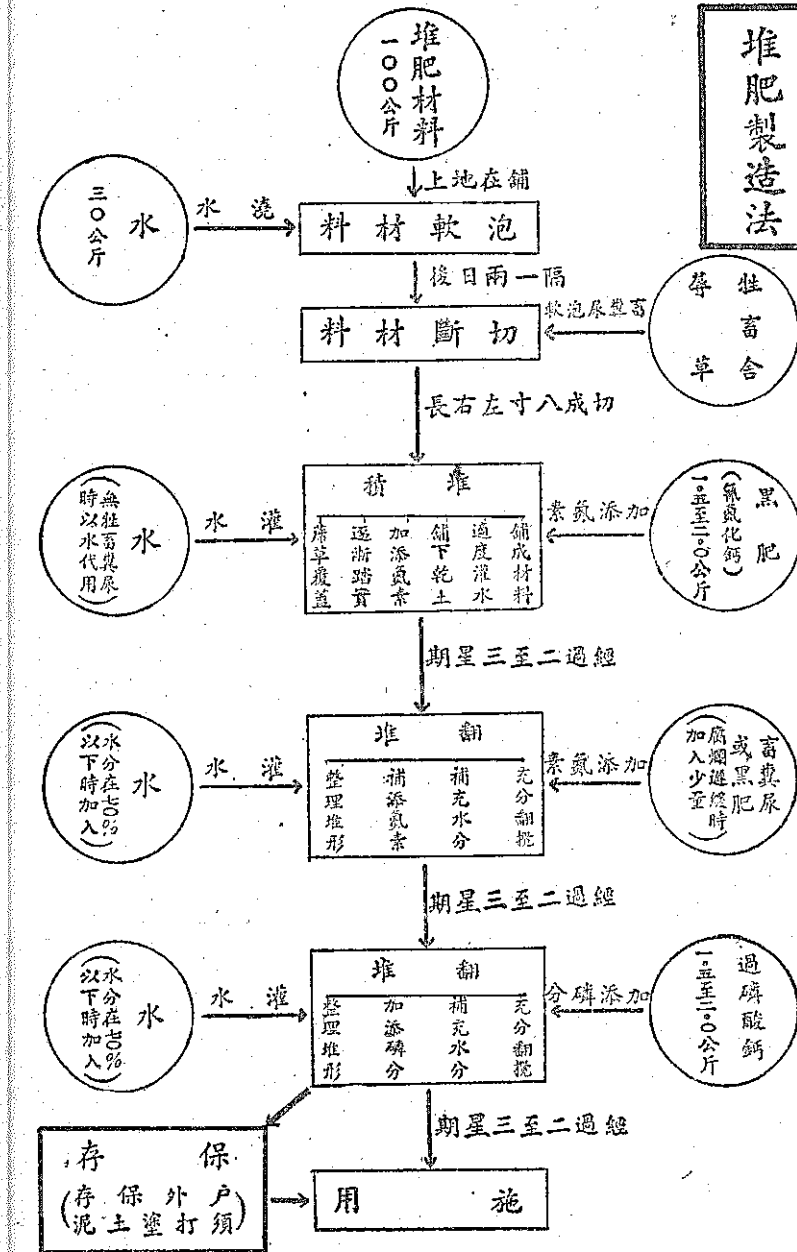 堆肥製造法
堆肥材料
一〇〇公斤
舖在地上
水
三〇公斤
澆水
泡軟材料
隔一兩日後
牲畜舍
蓐草
畜糞尿泡軟
切斷材料
切成八寸左右長
黑肥
(氰氮化鈣)
一.五至二.〇公斤
加添氮素
水
(無牲畜糞尿
時以水代用)
灌水
堆積
舖成材料
適度灌水
舖下乾土
加添氮素
逐漸踏實
席草覆蓋
經過二至三星期
畜糞尿
或黑肥
(腐爛遲緩時
加入少量)
添加氮素
水
(水分在七〇%
以下時加入)
灌水
翻堆
充分翻攪
補充水分
補添氮素
整理堆形
經過二至三星期
過磷酸鈣
一.五至二.〇公斤
加添磷分
水
(水分在七〇%
以下時加入)
灌水
翻堆
充分翻攪
補充水分
加添磷分
整理堆形
經過二至三星期
保存
(戶外保存
須打塗土泥)
施用